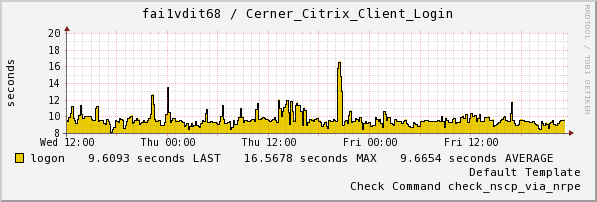 fai1vdit68 / Cerner_Citrix_Client_Login
RRDTOOL / TOBI OETIKER
seconds
20
18
16
14
12
10
8
Wed 12:00 Thu 00:00 Thu 12:00 Fri 00:00 Fri 12:00
logon 9.6093 seconds LAST 16.5678 seconds MAX 9.6654 seconds AVERAGE
Default Template
Check Command check_nscp_via_nrpe